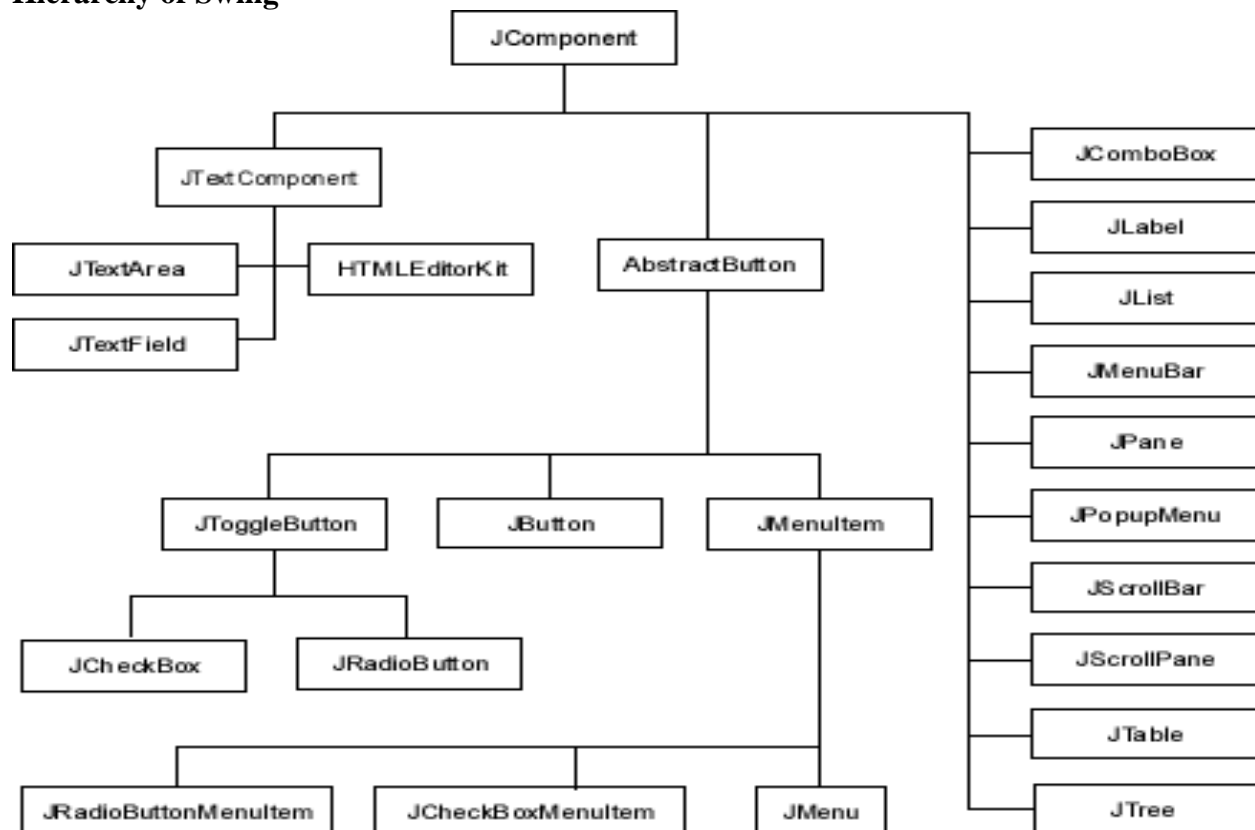 Hierarchy of Swing
JComponent
JTextComponent
JTextArea
HTMLEditorKit
JTextField
AbstractButton
JToggleButton
JButton
JMenuItem
JCheckBox
JRadioButton
JRadioButtonMenuItem
JCheckBoxMenuItem
JMenu
JComboBox
JLabel
JList
JMenuBar
JPane
JPopupMenu
JScrollBar
JScrollPane
JTable
JTree